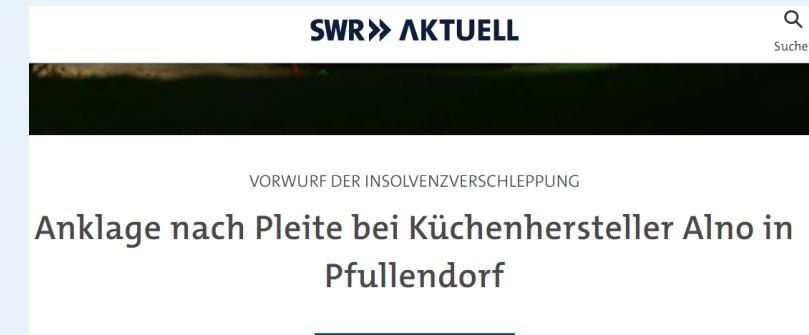 SWR» AKTUELL
Suche
VORWURF DER INSOLVENZVERSCHLEPPUNG
Anklage nach Pleite bei Küchenhersteller Alno in
Pfullendorf